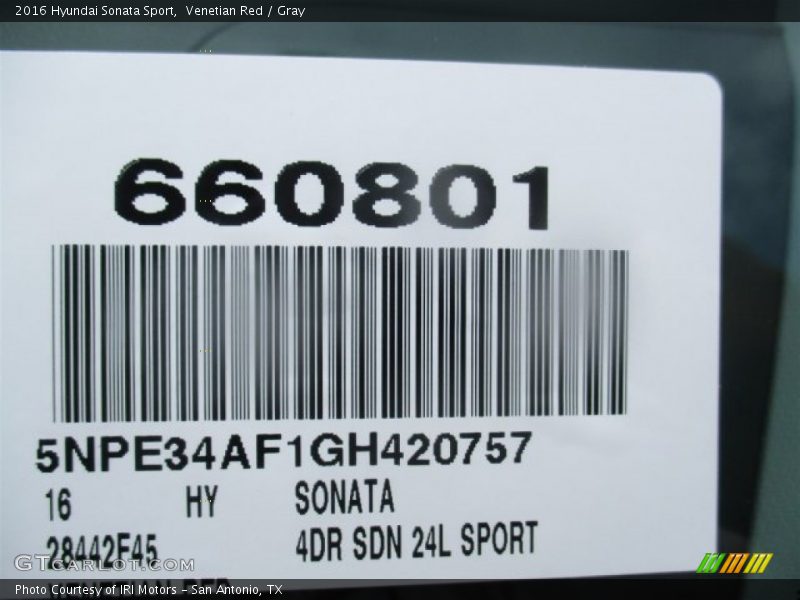 2016 Hyundai Sonata Sport,  Venetian Red / Gray
660801
5NPE34AF1GH420757
16 HY SONATA
28442F45 4DR SDN 24L SPORT
GTCARLOT.COM
Photo Courtesy of IRI Motors – San Antonio, TX